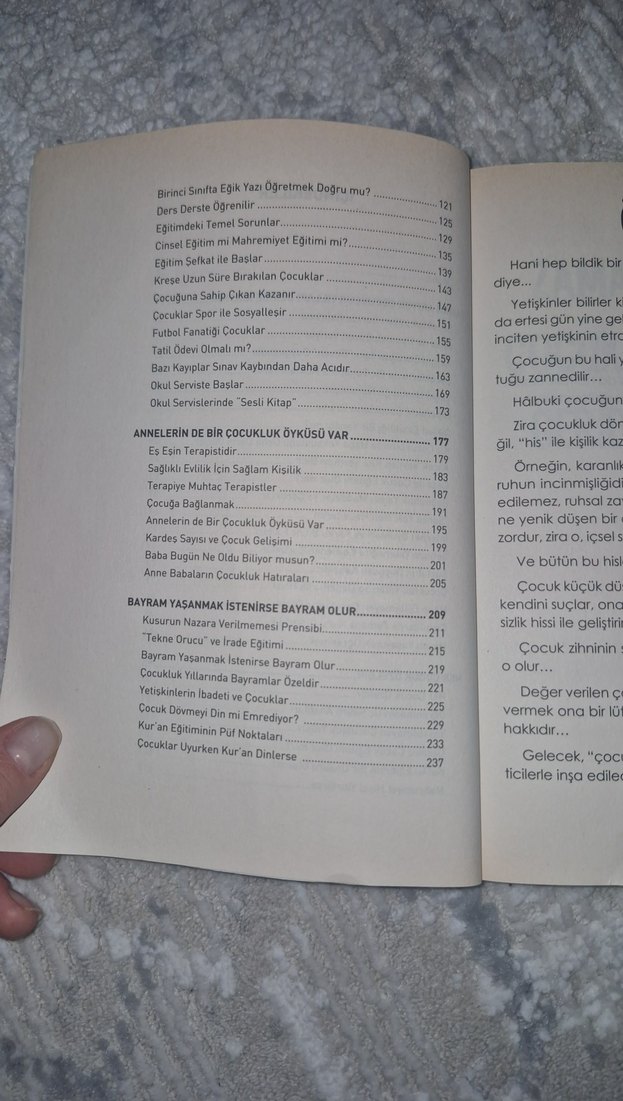 Birinci Sınıfta Eğik Yazı Öğretmek Doğru mu? ........................ 121
Ders Derste Öğrenilir ........................ 125
Eğitimdeki Temel Sorunlar........................ 129
Cinsel Eğitim mi Mahremiyet Eğitimi mi?........................ 135
Eğitim Şefkat ile Başlar........................ 139
Kreşe Uzun Süre Bırakılan Çocuklar ........................ 143
Çocuğuna Sahip Çıkan Kazanır........................ 147
Çocuklar Spor ile Sosyalleşir ........................ 151
Futbol Fanatiği Çocuklar ........................ 155
Tatil Ödevi Olmalı mı?........................ 159
Bazı Kayıplar Sınav Kaybından Daha Acıdır........................ 163
Okul Serviste Başlar........................ 169
Okul Servislerinde "Sesli Kitap"........................ 173
ANNELERİN DE BİR ÇOCUKLUK ÖYKÜSÜ VAR ........................ 177
Eş Eşin Terapistidir........................ 179
Sağlıklı Evlilik İçin Sağlam Kişilik ........................ 183
Terapiye Muhtaç Terapistler ........................ 187
Çocuğa Bağlanmak........................ 191
Annelerin de Bir Çocukluk Öyküsü Var ........................ 195
Kardeş Sayısı ve Çocuk Gelişimi ........................ 199
Baba Bugün Ne Oldu Biliyor musun?........................ 201
Anne Babaların Çocukluk Hatıraları ........................ 205
BAYRAM YAŞANMAK İSTENİRSE BAYRAM OLUR........................ 209
Kusurun Nazara Verilmemesi Prensibi........................ 211
"Tekne Orucu" ve İrade Eğitimi ........................ 215
Bayram Yaşanmak İstenirse Bayram Olur........................ 219
Çocukluk Yıllarında Bayramlar Özeldir........................ 221
Yetişkinlerin İbadeti ve Çocuklar........................ 225
Çocuk Dövmeyi Din mi Emrediyor? ........................ 229
Kur'an Eğitiminin Püf Noktaları ........................ 233
Çocuklar Uyurken Kur'an Dinlerse ........................ 237
Hani hep bildik bir
diye...
Yetişkinler bilirler
da ertesi gün yine
inciten yetişkinin
Çocuğun bu hali
tuğu zannedilir...
Hâlbuki çocuğun
Zira çocukluk
ğil, "his" ile kişilik
Örneğin, karanlık
ruhun incinmişliğidi
edilemez, ruhsal
ne yenik düşen bir
zordur, zira o, içsel
Ve bütün bu
Çocuk küçük
kendini suçlar,
sizlik hissi ile
Çocuk zihninin
o olur...
Değer verilen
vermek ona bir
hakkıdır...
Gelecek,
ticilerle inşa